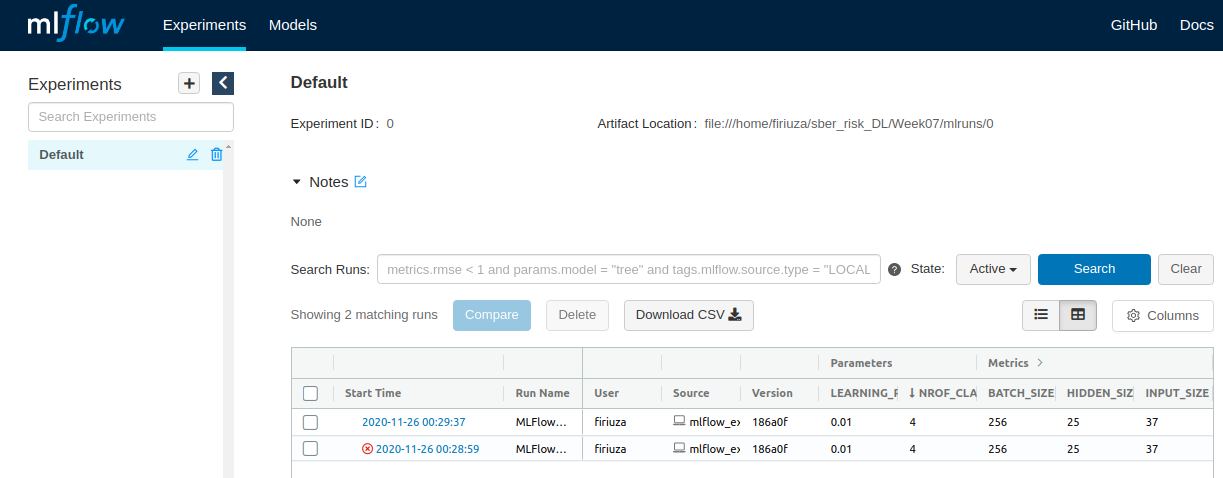 mlflow Experiments Models GitHub Docs
Experiments
Search Experiments
Default
Default
Experiment ID: 0 Artifact Location: file:///home/firiuza/sber_risk_DL/Week07/mlruns/0
Notes
None
Search Runs: metrics.rmse < 1 and params.model = "tree" and tags.mlflow.source.type = "LOCAL ? State: Active Search Clear
Showing 2 matching runs Compare Delete Download CSV Columns
Parameters Metrics >
Start Time Run Name User Source Version LEARNING_F ↓ NROF_CLA BATCH_SIZE HIDDEN_SIZ INPUT_SIZE
2020-11-26 00:29:37 MLFlow... firiuza mlflow_ex 186a0f 0.01 4 256 25 37
2020-11-26 00:28:59 MLFlow... firiuza mlflow_ex 186a0f 0.01 4 256 25 37